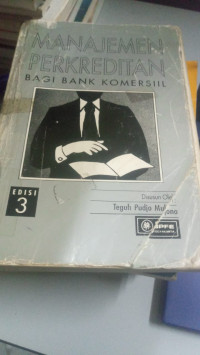 MANAJEMEN
PERKREDITAN
BAGI BANK KOMERSIIL
EDISI
3
Disusun Oleh
Teguh Pudjo
BPFE